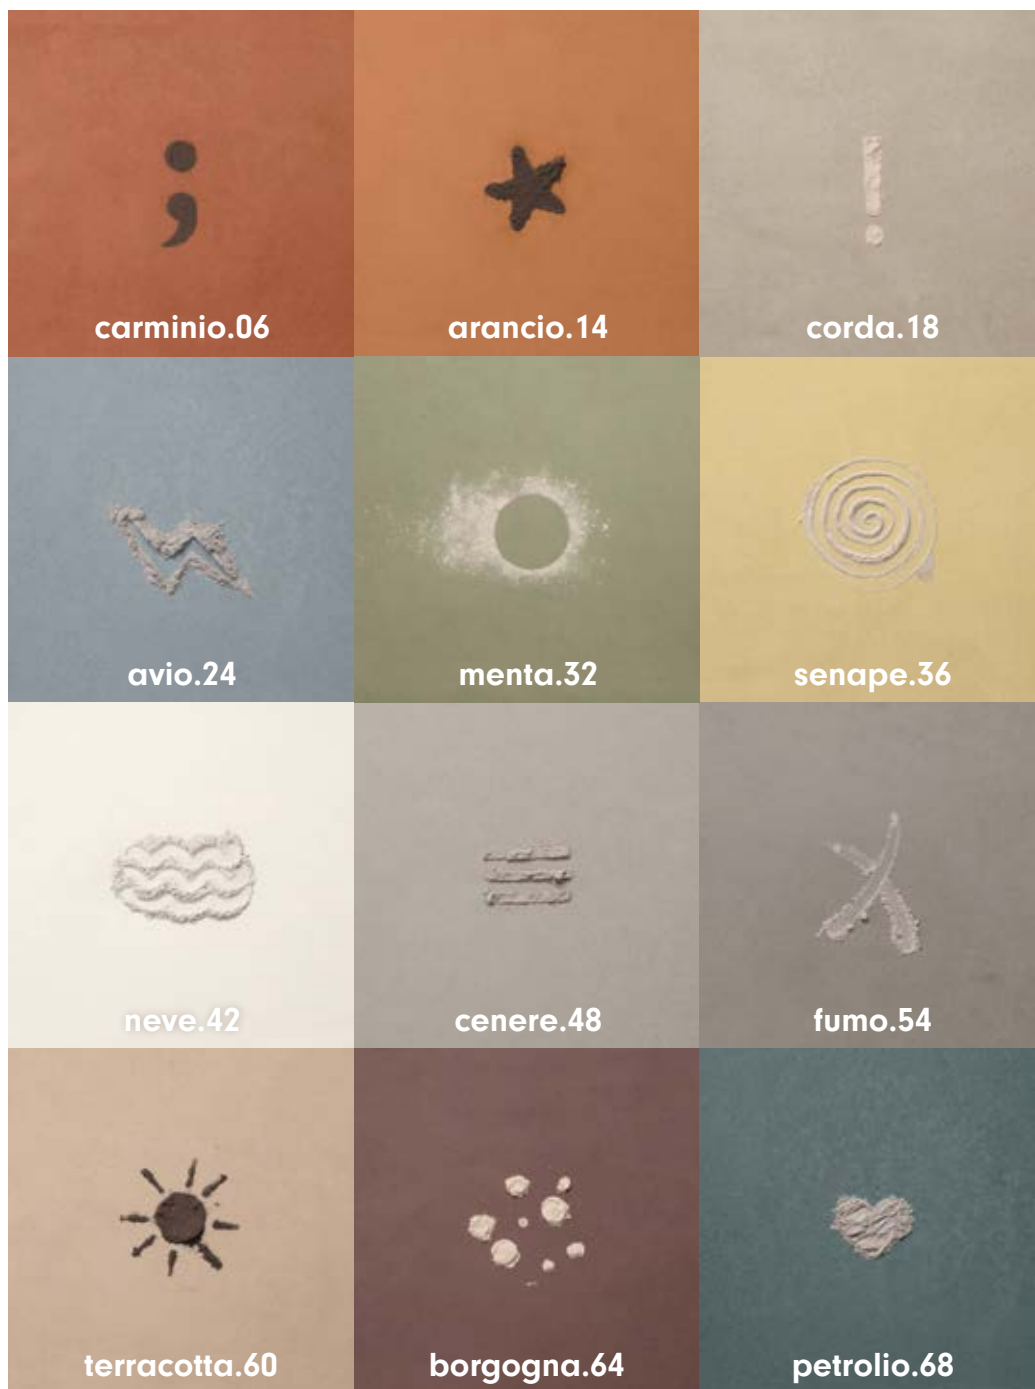 carminio.06
arancio.14
corda.18
avio.24
menta.32
senape.36
neve.42
cenere.48
fumo.54
terracotta.60
borgogna.64
petrolio.68